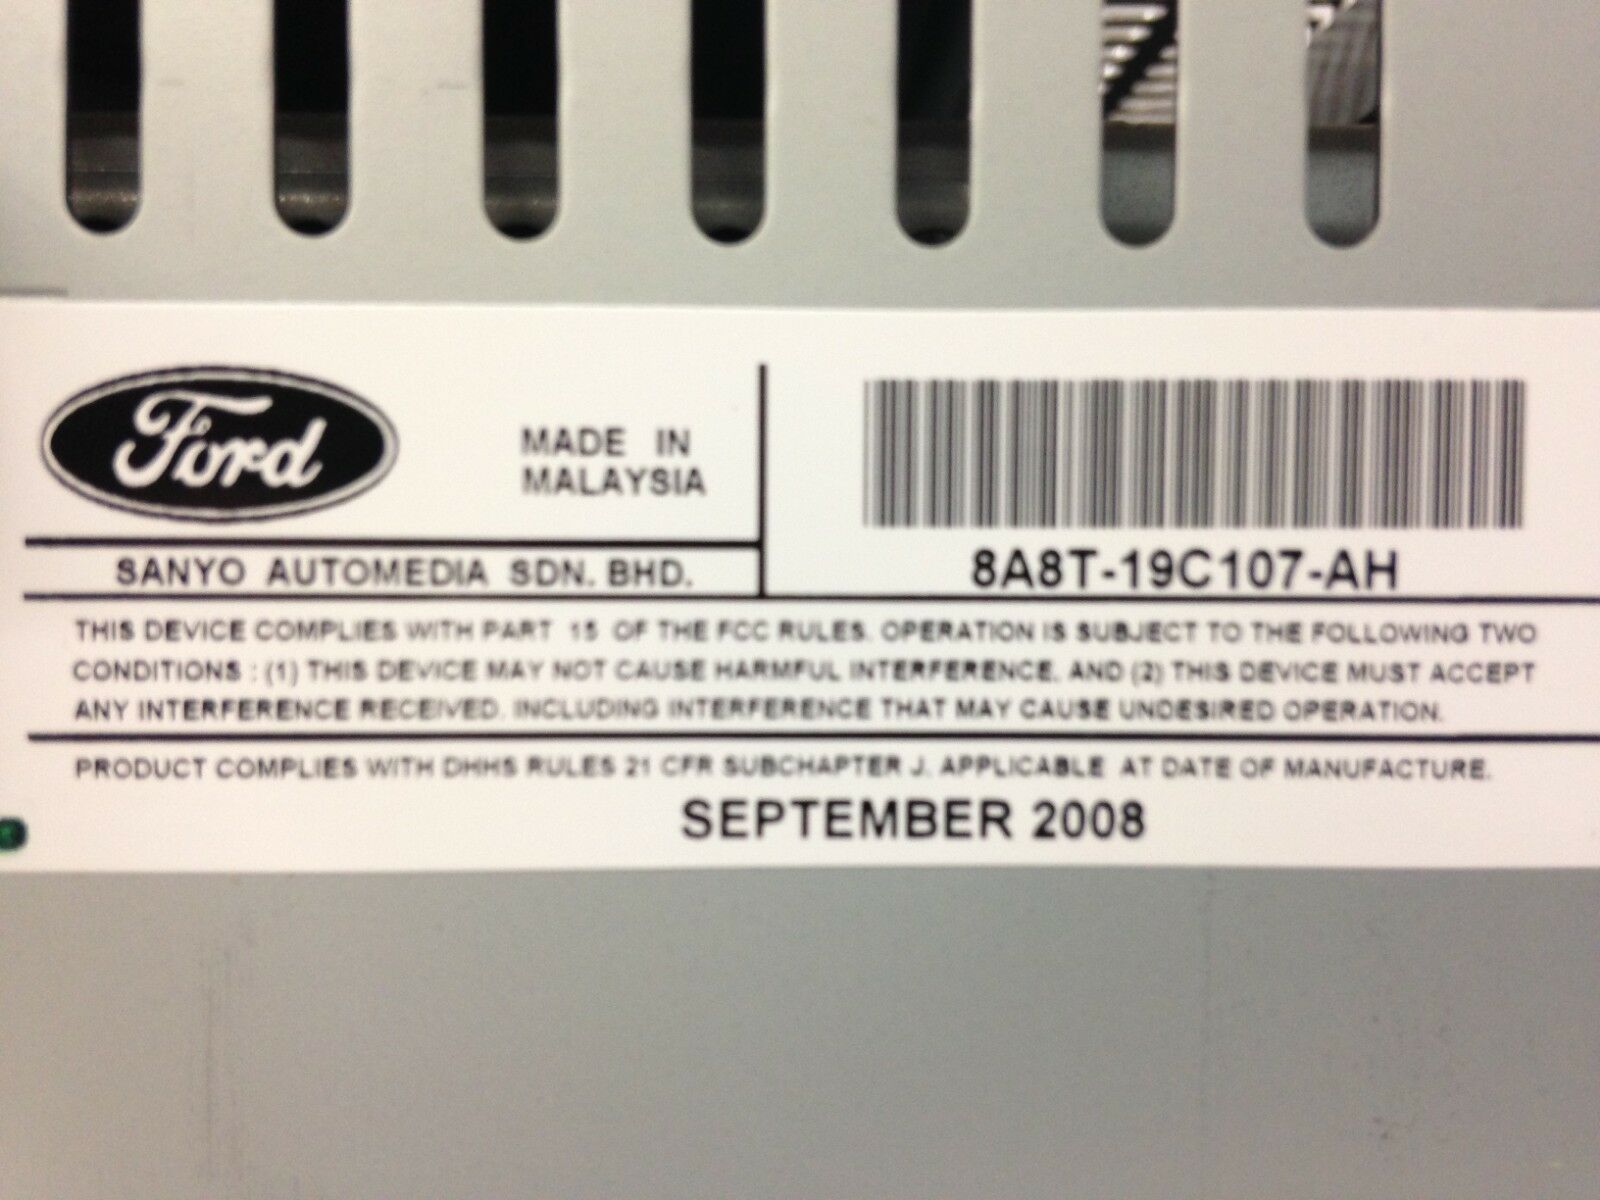 Ford
MADE IN
MALAYSIA
SANYO AUTOMEDIA SDN. BHD.
8A8T-19C107-AH
THIS DEVICE COMPLIES WITH PART 15 OF THE FCC RULES. OPERATION IS SUBJECT TO THE FOLLOWING TWO
CONDITIONS : (1) THIS DEVICE MAY NOT CAUSE HARMFUL INTERFERENCE, AND (2) THIS DEVICE MUST ACCEPT
ANY INTERFERENCE RECEIVED, INCLUDING INTERFERENCE THAT MAY CAUSE UNDESIRED OPERATION.
PRODUCT COMPLIES WITH DHHS RULES 21 CFR SUBCHAPTER J, APPLICABLE AT DATE OF MANUFACTURE.
SEPTEMBER 2008